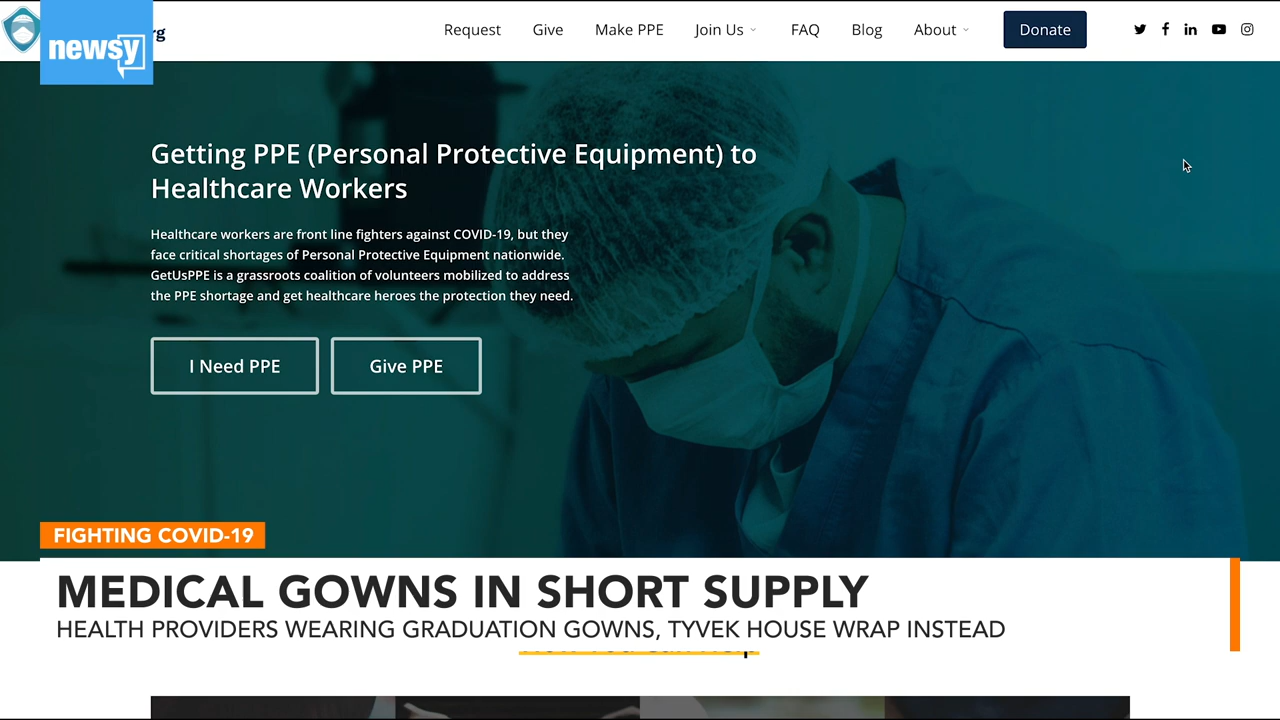 newsy
rg
Request Give Make PPE Join Us FAQ Blog About Donate
Getting PPE (Personal Protective Equipment) to
Healthcare Workers
Healthcare workers are front line fighters against COVID-19, but they
face critical shortages of Personal Protective Equipment nationwide.
GetUsPPE is a grassroots coalition of volunteers mobilized to address
the PPE shortage and get healthcare heroes the protection they need.
I Need PPE Give PPE
FIGHTING COVID-19
MEDICAL GOWNS IN SHORT SUPPLY
HEALTH PROVIDERS WEARING GRADUATION GOWNS, TYVEK HOUSE WRAP INSTEAD